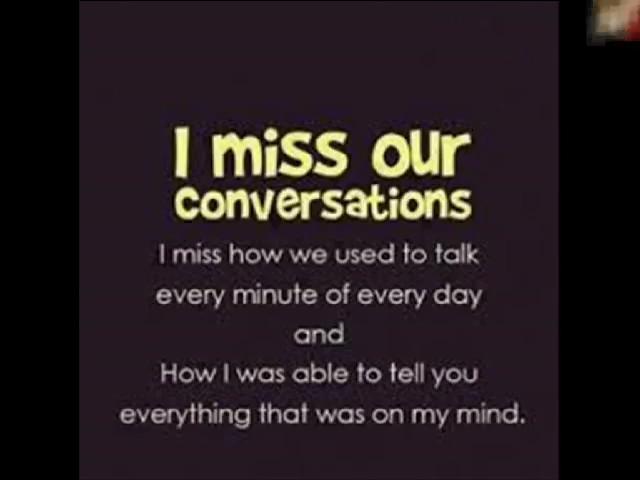 I miss our
conversations
I miss how we used to talk
every minute of every day
and
How I was able to tell you
everything that was on my mind.